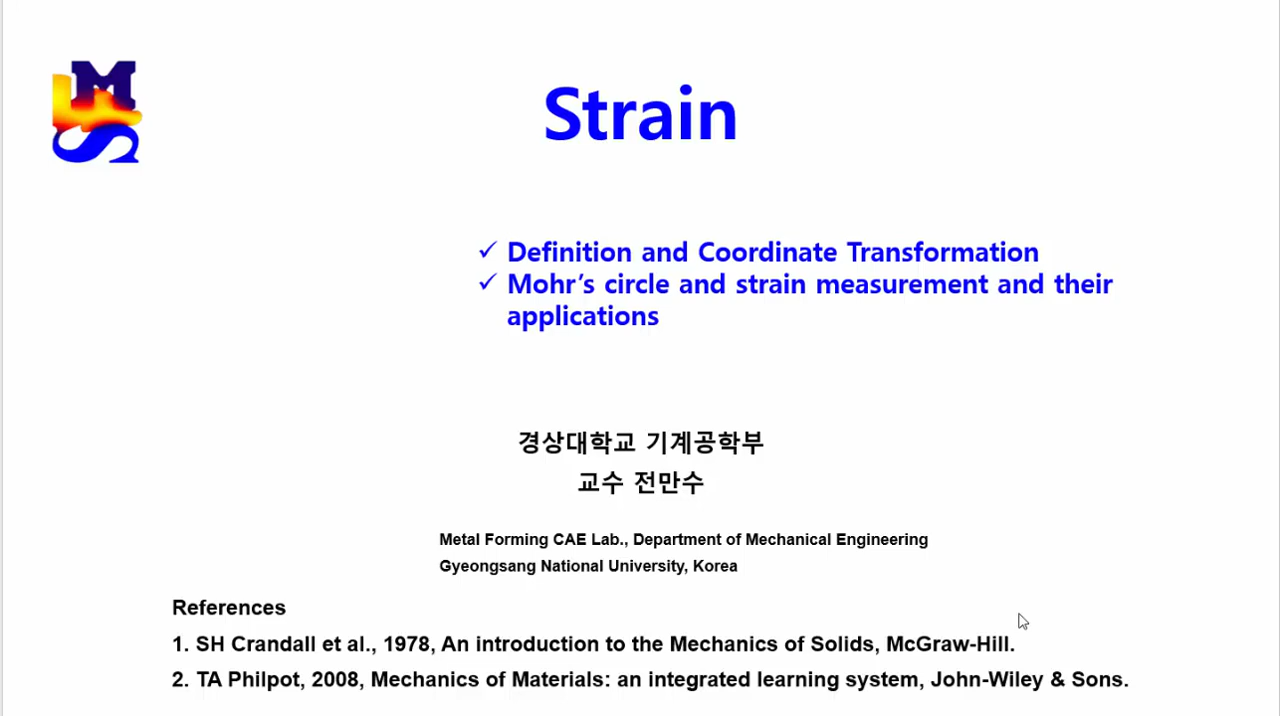 MS
Strain
✓ Definition and Coordinate Transformation
✓ Mohr's circle and strain measurement and their
applications
경상대학교 기계공학부
교수 전만수
Metal Forming CAE Lab., Department of Mechanical Engineering
Gyeongsang National University, Korea
References
1. SH Crandall et al., 1978, An introduction to the Mechanics of Solids, McGraw-Hill.
2. TA Philpot, 2008, Mechanics of Materials: an integrated learning system, John-Wiley & Sons.